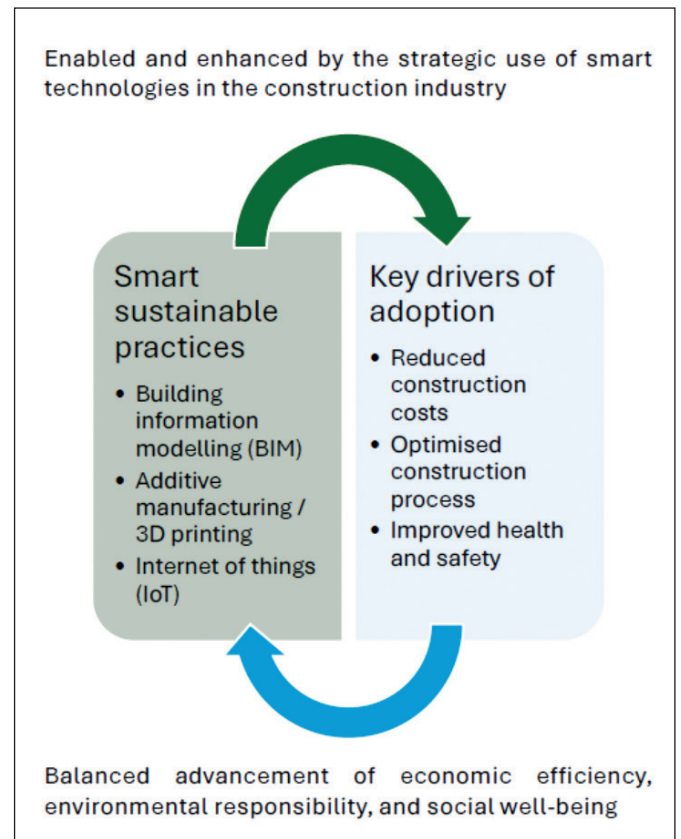 Enabled and enhanced by the strategic use of smart
technologies in the construction industry
Smart
sustainable
practices
• Building
information
modelling (BIM)
• Additive
manufacturing /
3D printing
• Internet of things
(IoT)
Key drivers of
adoption
• Reduced
construction
costs
• Optimised
construction
process
• Improved health
and safety
Balanced advancement of economic efficiency,
environmental responsibility, and social well-being